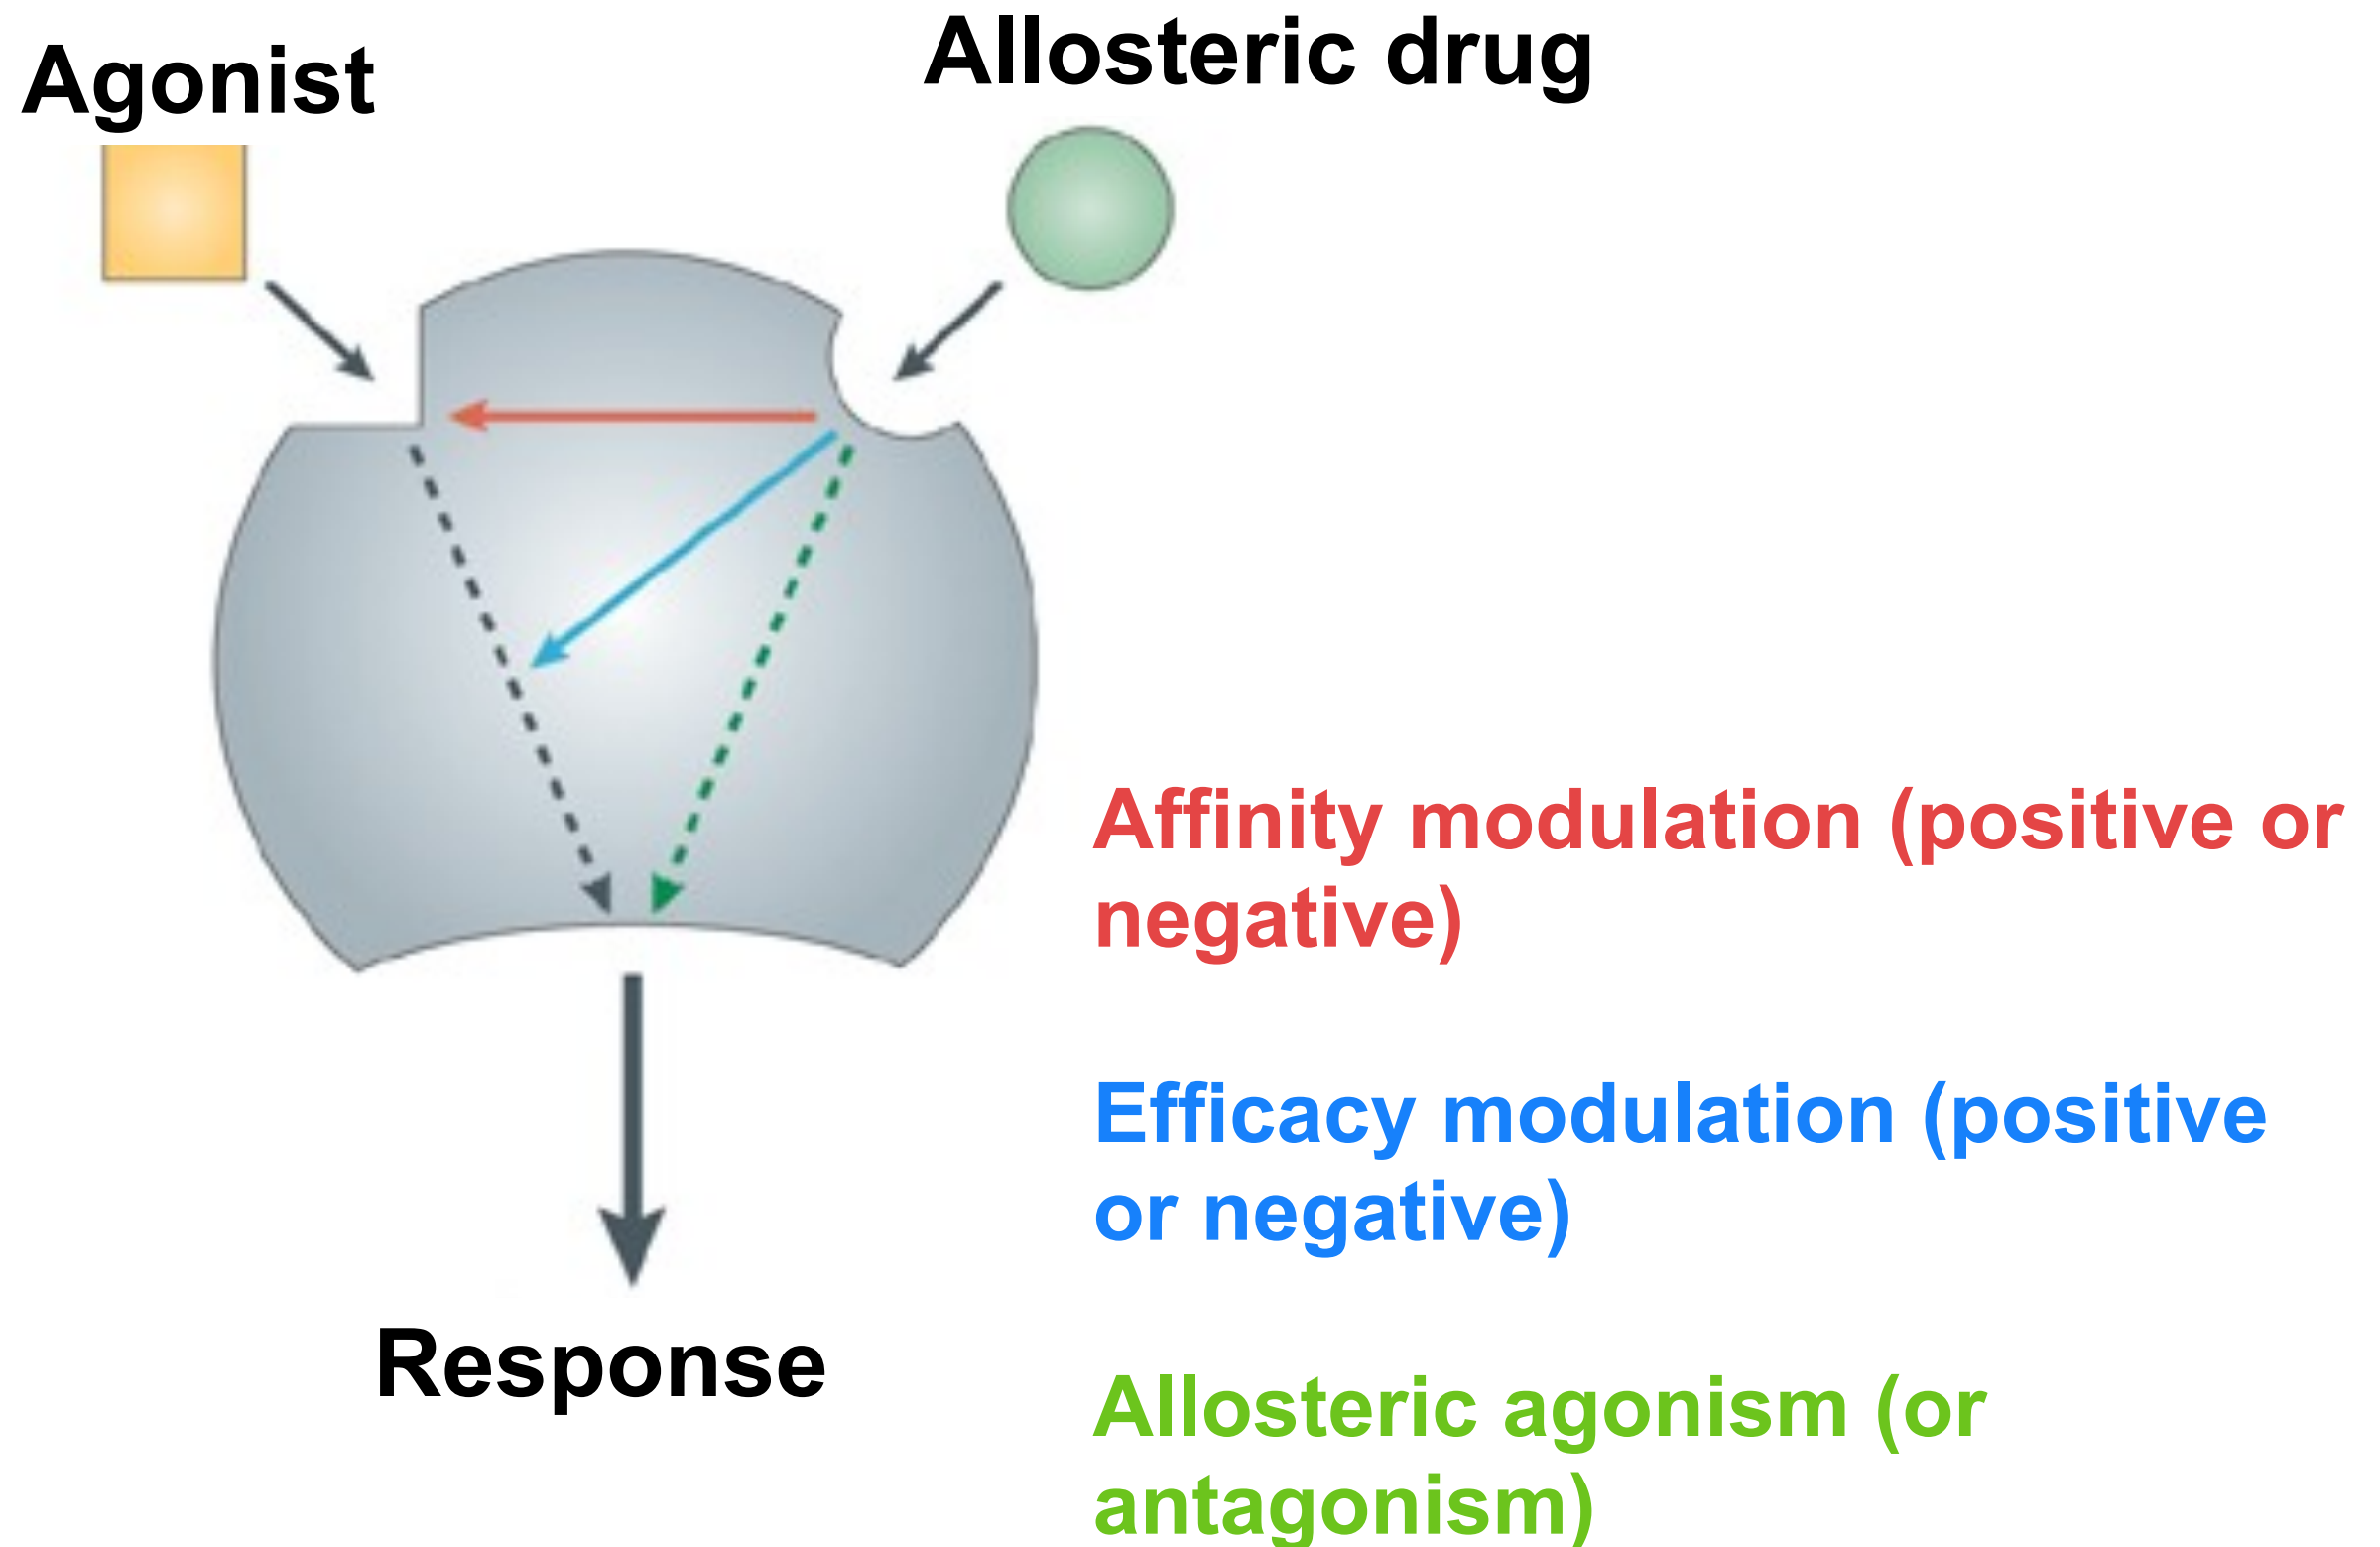 Agonist
Allosteric drug
Affinity modulation (positive or
negative)
Efficacy modulation (positive
or negative)
Response
Allosteric agonism (or
antagonism)